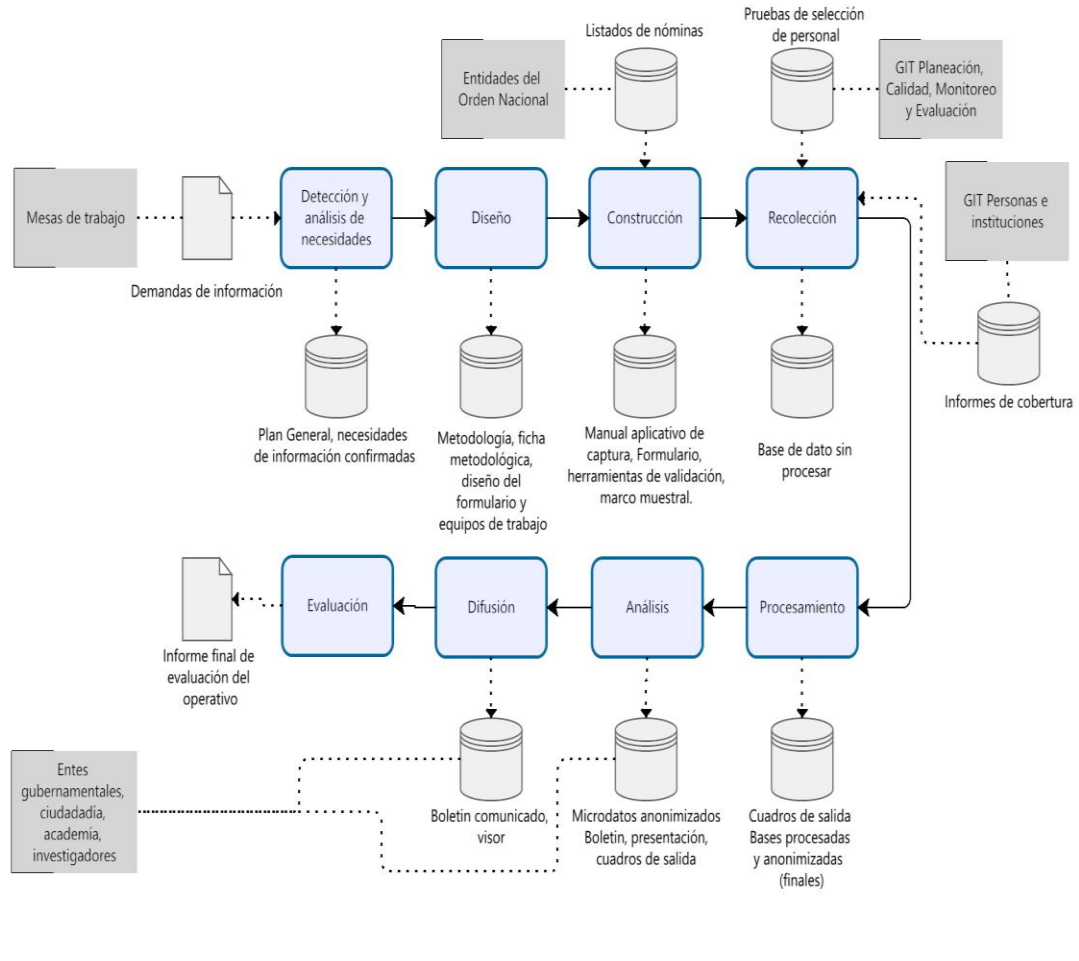 Pruebas de selección
de personal
Listados de nóminas
Entidades del
Orden Nacional
GIT Planeación,
Calidad, Monitoreo
y Evaluación
Mesas de trabajo
Demandas de información
Detección y
análisis de
necesidades
Diseño
Construcción
Recolección
GIT Personas e
instituciones
Informes de cobertura
Plan General, necesidades
de información confirmadas
Metodología, ficha
metodológica,
diseño del
formulario y
equipos de trabajo
Manual aplicativo de
captura, Formulario,
herramientas de validación,
marco muestral.
Base de dato sin
procesar
Evaluación
Difusión
Análisis
Procesamiento
Informe final de
evaluación del
operativo
Entes
gubernamentales,
ciudadadía,
academía,
investigadores
Boletin comunicado,
visor
Microdatos anonimizados
Boletin, presentación,
cuadros de salida
Cuadros de salida
Bases procesadas
y anonimizadas
(finales)